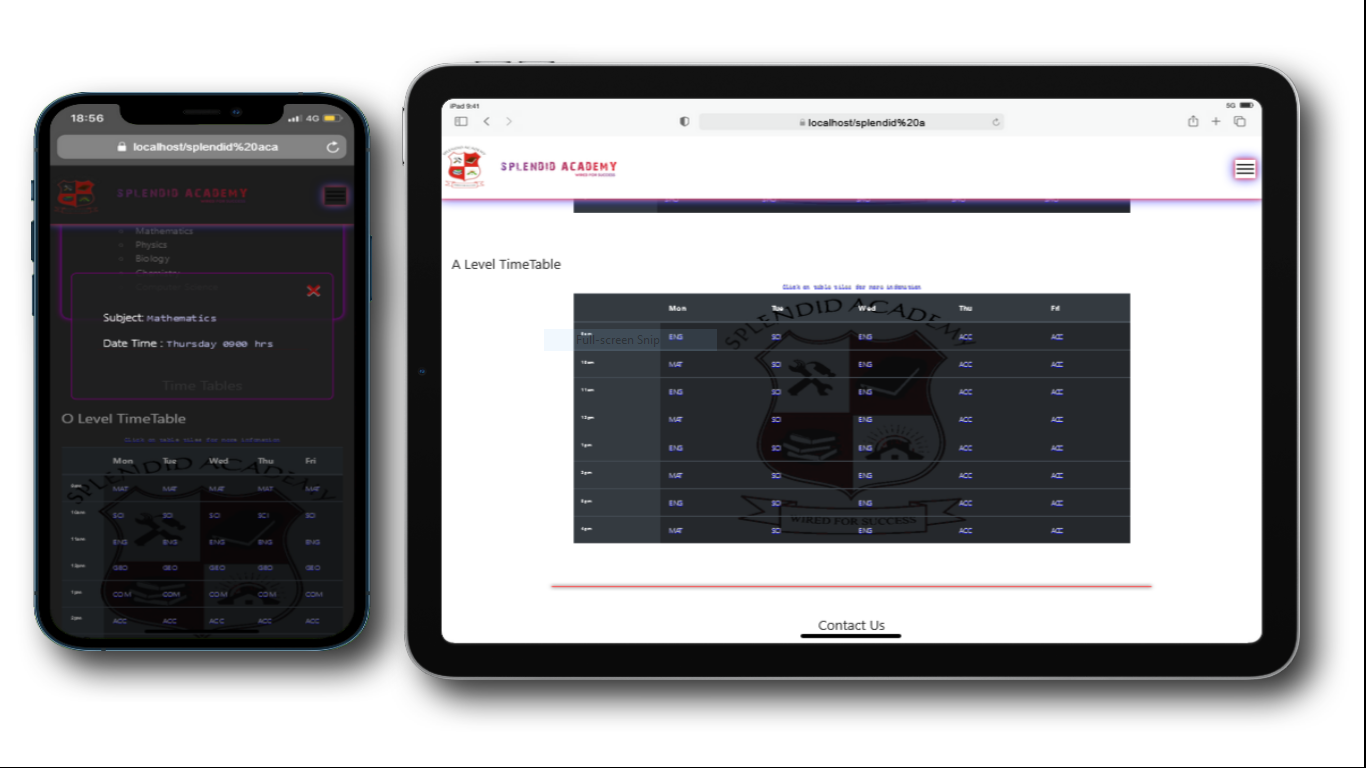 18:56
4G
localhost/splendid%20aca
SPLENDID ACADEMY
WIRED FOR SUCCESS
Mathematics
Physics
Biology
Chemistry
Subject: Mathematics
Date Time : Thursday 0900 hrs
Time Tables
O Level TimeTable
Click on table tiles for more infomation
Mon Tue Wed Thu Fri
SPLENDID ACADEMY
MAT MAT MAT MAT MAT
10am SCI SCI SCI SCI SCI
11am ENG ENG ENG ENG ENG
12pm GEO GEO GEO GEO GEO
1pm COM COM COM COM COM
2pm ACC ACC ACC ACC ACC
iPad 9:41
5G
localhost/splendid%20a
SPLENDID ACADEMY
WIRED FOR SUCCESS
A Level TimeTable
Click on table tiles for more infomation
Mon Tue Wed Thu Fri
SPLENDID ACADEMY
Full-screen Snip
ENG SCI ENG ACC ACC
10am MAT SCI ENG ACC ACC
11am ENG SCI ENG ACC ACC
12pm MAT SCI ENG ACC ACC
1pm ENG SCI ENG ACC ACC
2pm MAT SCI ENG ACC ACC
ENG SCI ENG ACC ACC
4pm MAT SCI ENG ACC ACC
WIRED FOR SUCCESS
Contact Us